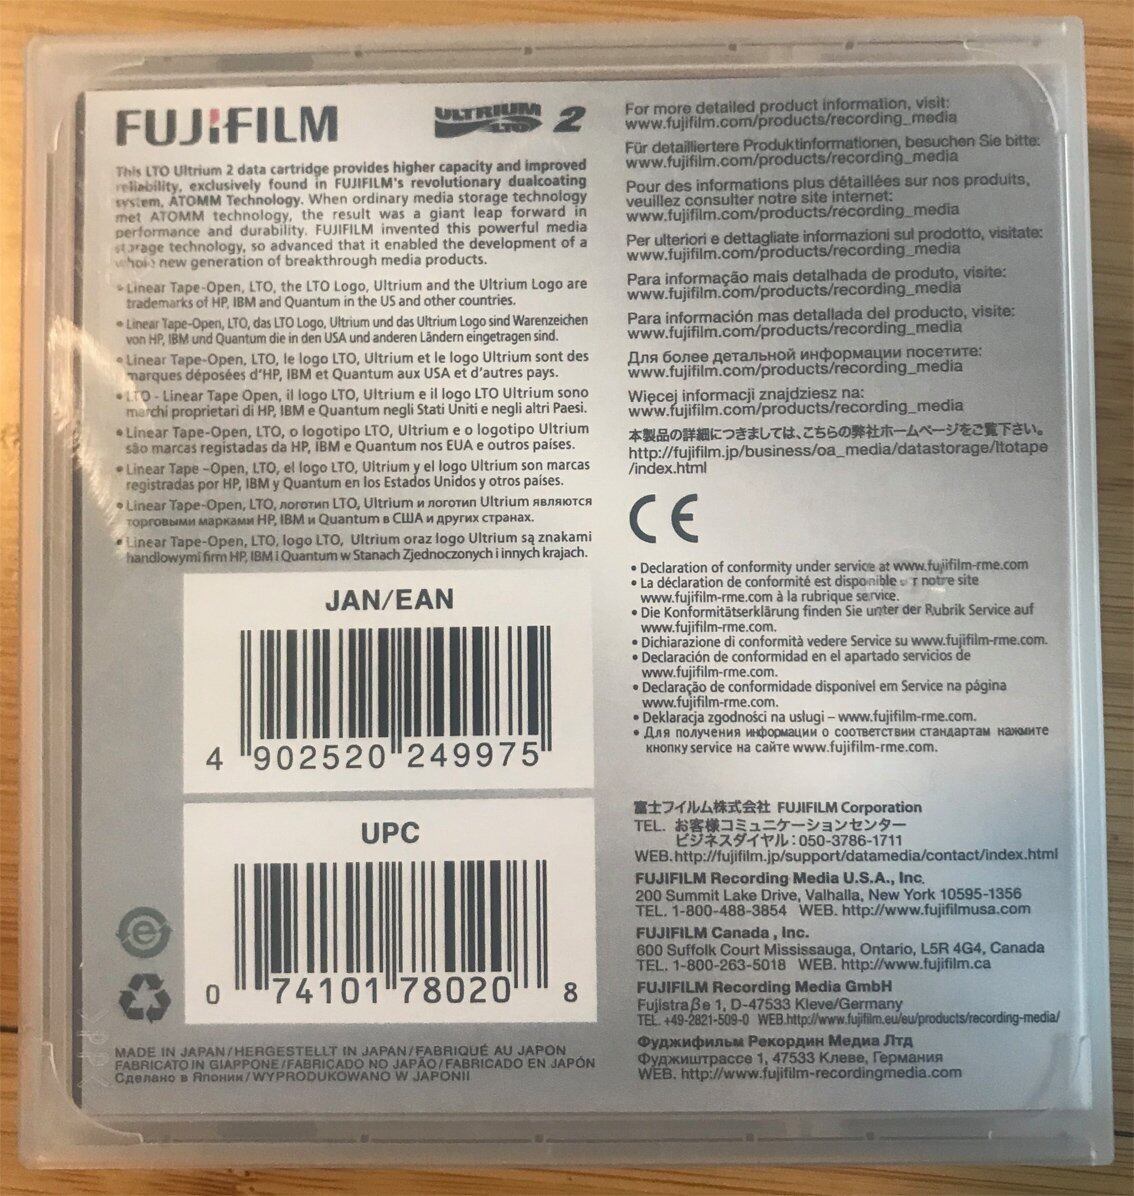 FUJIFILM
ULTRIUM LTO 2
This LTO Ultrium 2 data cartridge provides higher capacity and improved
reliability, exclusively found in FUJIFILM's revolutionary dualcoating
system, ATOMM Technology. When ordinary media storage technology
met ATOMM technology, the result was a giant leap forward in
performance and durability. FUJIFILM invented this powerful media
storage technology, so advanced that it enabled the development of a
whole new generation of breakthrough media products.
• Linear Tape-Open, LTO, the LTO Logo, Ultrium and the Ultrium Logo are
trademarks of HP, IBM and Quantum in the US and other countries.
• Linear Tape-Open, LTO, das LTO Logo, Ultrium und das Ultrium Logo sind Warenzeichen
von HP, IBM und Quantum die in den USA und anderen Ländern eingetragen sind.
• Linear Tape-Open, LTO, le logo LTO, Ultrium et le logo Ultrium sont des
marques déposées d'HP, IBM et Quantum aux USA et d'autres pays.
• LTO - Linear Tape Open, il logo LTO, Ultrium e il logo LTO Ultrium sono
marchi proprietari di HP, IBM e Quantum negli Stati Uniti e negli altri Paesi.
• Linear Tape-Open, LTO, o logotipo LTO, Ultrium e o logotipo Ultrium
são marcas registadas da HP, IBM e Quantum nos EUA e outros países.
• Linear Tape –Open, LTO, el logo LTO, Ultrium y el logo Ultrium son marcas
registradas por HP, IBM y Quantum en los Estados Unidos y otros países.
• Linear Tape-Open, LTO, логотип LTO, Ultrium и логотип Ultrium являются
торговыми марками HP, IBM и Quantum в США и других странах.
• Linear Tape-Open, LTO, logo LTO, Ultrium oraz logo Ultrium są znakami
handlowymi firm HP, IBM i Quantum w Stanach Zjednoczonych i innych krajach.
JAN/EAN
4 902520 249975
UPC
0 74101 78020 8
e
MADE IN JAPAN/HERGESTELLT IN JAPAN/FABRIQUÉ AU JAPON
FABRICATO IN GIAPPONE/FABRICADO NO JAPÃO/FABRICADO EN JAPÓN
Сделано в Японии/WYPRODUKOWANO W JAPONII
For more detailed product information, visit:
www.fujifilm.com/products/recording_media
Für detailliertere Produktinformationen, besuchen Sie bitte:
www.fujifilm.com/products/recording_media
Pour des informations plus détaillées sur nos produits,
veuillez consulter notre site internet:
www.fujifilm.com/products/recording_media
Per ulteriori e dettagliate informazioni sul prodotto, visitate:
www.fujifilm.com/products/recording_media
Para informação mais detalhada de produto, visite:
www.fujifilm.com/products/recording_media
Para información mas detallada del producto, visite:
www.fujifilm.com/products/recording_media
Для более детальной информации посетите:
www.fujifilm.com/products/recording_media
Więcej informacji znajdziesz na:
www.fujifilm.com/products/recording_media
本製品の詳細につきましては、こちらの弊社ホームページをご覧下さい。
http://fujifilm.jp/business/oa_media/datastorage/ltotape
/index.html
CE
• Declaration of conformity under service at www.fujifilm-rme.com
• La déclaration de conformité est disponible sur notre site
www.fujifilm-rme.com à la rubrique service.
• Die Konformitätserklärung finden Sie unter der Rubrik Service auf
www.fujifilm-rme.com.
• Dichiarazione di conformità vedere Service su www.fujifilm-rme.com.
• Declaración de conformidad en el apartado servicios de
www.fujifilm-rme.com.
• Declaração de conformidade disponível em Service na página
www.fujifilm-rme.com.
• Deklaracja zgodności na usługi – www.fujifilm-rme.com.
• Для получения информации о соответствии стандартам нажмите
кнопку service на сайте www.fujifilm-rme.com.
富士フイルム株式会社 FUJIFILM Corporation
TEL. お客様コミュニケーションセンター
ビジネスダイヤル：050-3786-1711
WEB.http://fujifilm.jp/support/datamedia/contact/index.html
FUJIFILM Recording Media U.S.A., Inc.
200 Summit Lake Drive, Valhalla, New York 10595-1356
TEL. 1-800-488-3854 WEB. http://www.fujifilmusa.com
FUJIFILM Canada , Inc.
600 Suffolk Court Mississauga, Ontario, L5R 4G4, Canada
TEL. 1-800-263-5018 WEB. http://www.fujifilm.ca
FUJIFILM Recording Media GmbH
Fujistraβe 1, D-47533 Kleve/Germany
TEL. +49-2821-509-0 WEB.http://www.fujifilm.eu/eu/products/recording-media/
Фуджифильм Рекордин Медиа Лтд
Фуджиштрассе 1, 47533 Клеве, Германия
WEB. http://www.fujifilm-recordingmedia.com